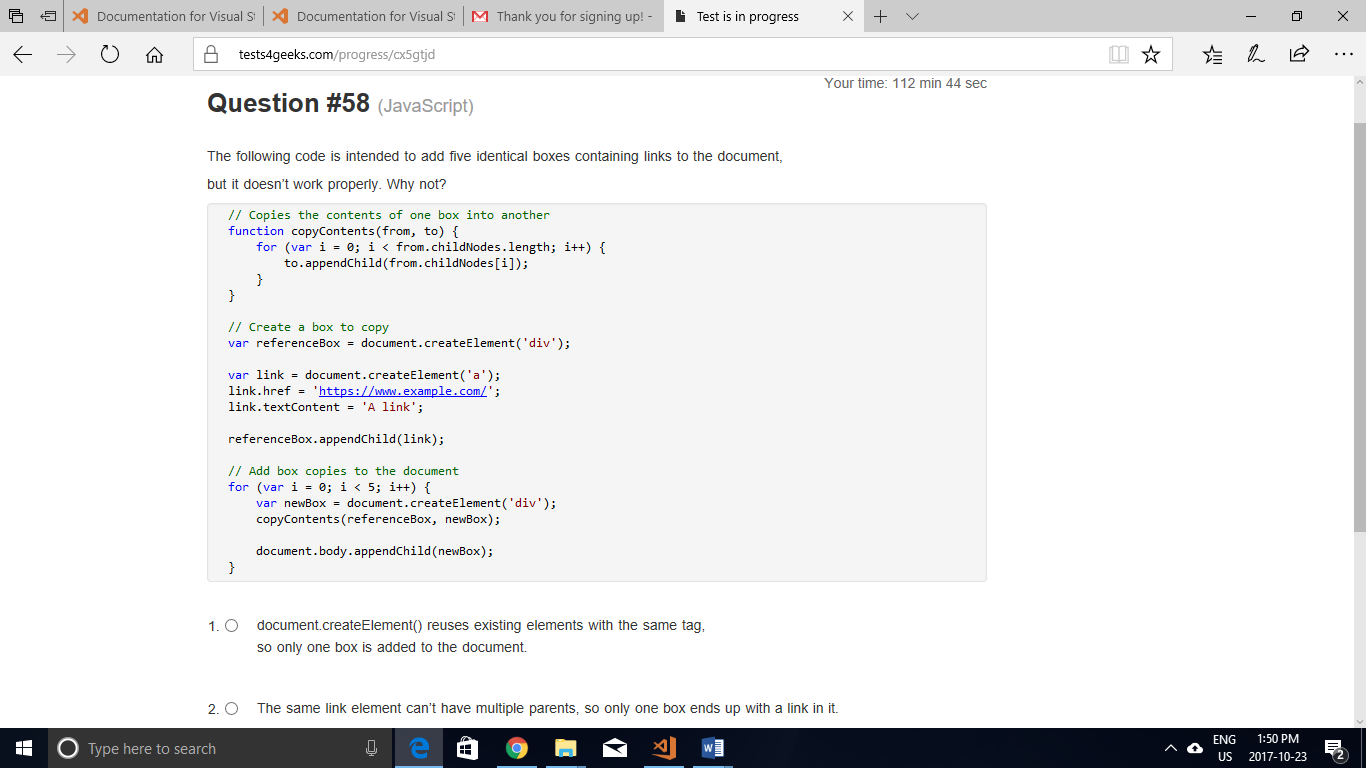 Documentation for Visual St
Documentation for Visual St
Thank you for signing up! -
Test is in progress
tests4geeks.com/progress/cx5gtjd
Your time: 112 min 44 sec
Question #58 (JavaScript)
The following code is intended to add five identical boxes containing links to the document,
but it doesn't work properly. Why not?
// Copies the contents of one box into another
function copyContents(from, to) {
    for (var i = 0; i < from.childNodes.length; i++) {
        to.appendChild(from.childNodes[i]);
    }
}
// Create a box to copy
var referenceBox = document.createElement('div');
var link = document.createElement('a');
link.href = 'https://www.example.com/';
link.textContent = 'A link';
referenceBox.appendChild(link);
// Add box copies to the document
for (var i = 0; i < 5; i++) {
    var newBox = document.createElement('div');
    copyContents(referenceBox, newBox);
    document.body.appendChild(newBox);
}
1. document.createElement() reuses existing elements with the same tag,
so only one box is added to the document.
2. The same link element can't have multiple parents, so only one box ends up with a link in it.
Type here to search
ENG
US
1:50 PM
2017-10-23
2